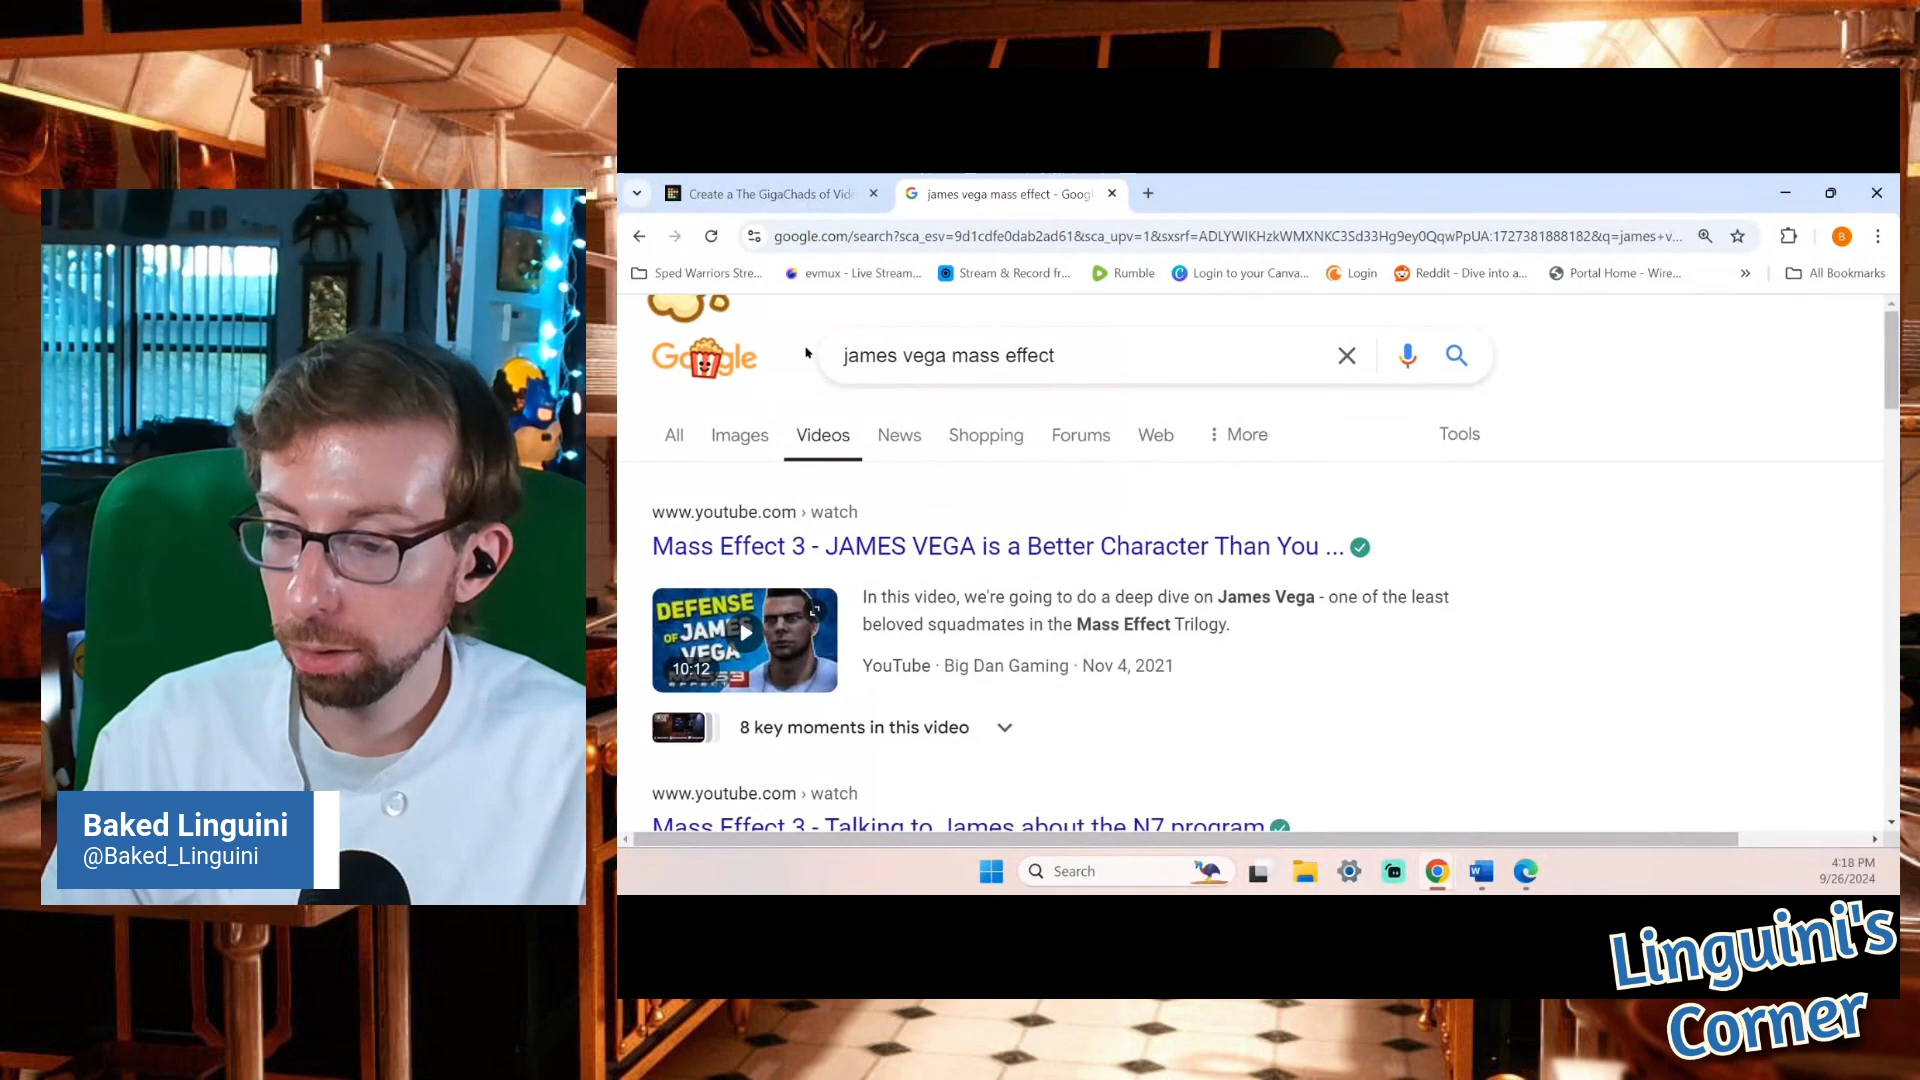 Create a The GigaChads of Vide
james vega mass effect - Goog
google.com/search?sca_esv=9d1cdfe0dab2ad61&sca_upv=1&sxsrf=ADLYWIKHzkWMXNKC3Sd33Hg9ey0QqwPpUA:1727381888182&q=james+v...
Sped Warriors Stre...
evmux - Live Stream...
Stream & Record fr...
Rumble
Login to your Canva...
Login
Reddit - Dive into a...
Portal Home - Wire...
»
All Bookmarks
B
Google
james vega mass effect
All
Images
Videos
News
Shopping
Forums
Web
More
Tools
www.youtube.com › watch
Mass Effect 3 - JAMES VEGA is a Better Character Than You ...
DEFENSE
OF JAMES
VEGA
10:12
In this video, we're going to do a deep dive on James Vega - one of the least
beloved squadmates in the Mass Effect Trilogy.
YouTube · Big Dan Gaming · Nov 4, 2021
8 key moments in this video
www.youtube.com › watch
Mass Effect 3 - Talking to James about the N7 program
Search
4:18 PM
9/26/2024
Baked Linguini
@Baked_Linguini
Linguini's
Corner